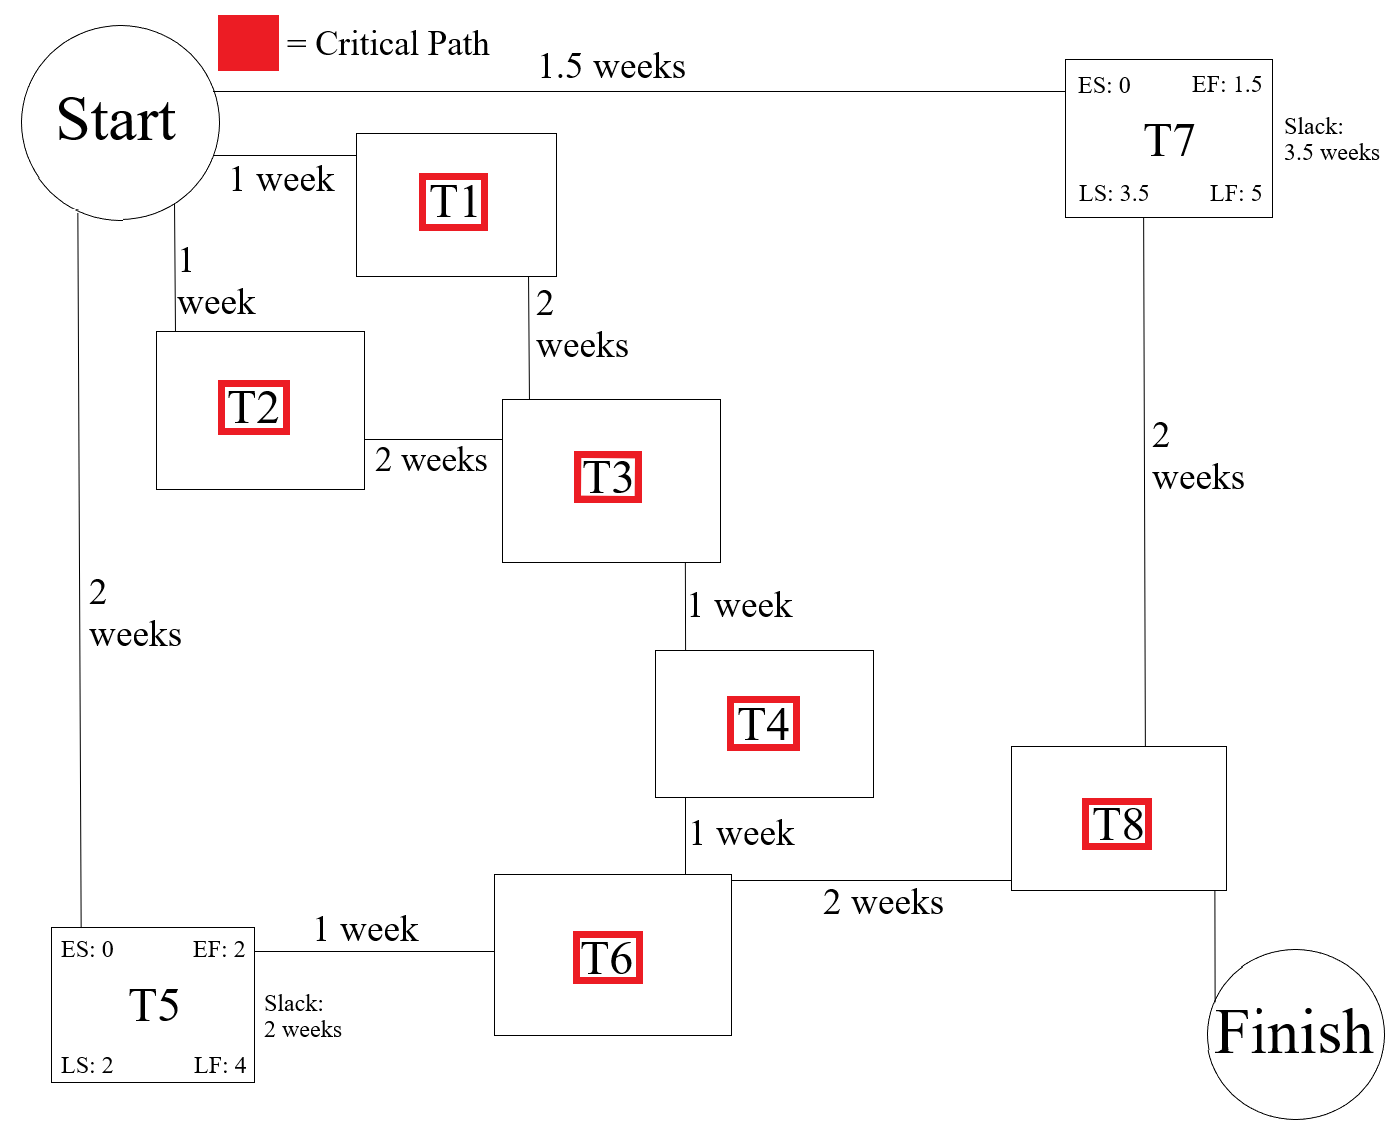 = Critical Path
Start
1.5 weeks
ES: 0 EF: 1.5
T7
LS: 3.5 LF: 5
Slack:
3.5 weeks
1 week
T1
1
week
2
weeks
T2
2 weeks
T3
2
weeks
2
weeks
1 week
T4
1 week
T8
2 weeks
1 week
T6
ES: 0 EF: 2
T5
LS: 2 LF: 4
Slack:
2 weeks
Finish